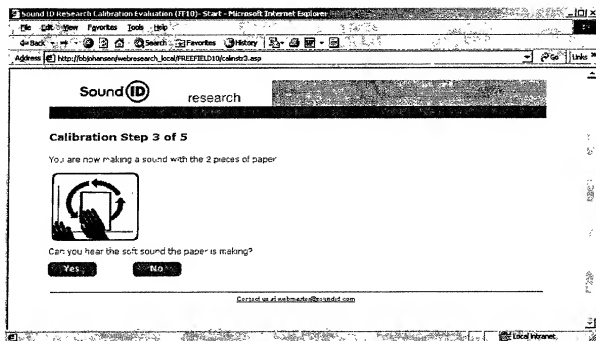 Sound ID Research Calibration Evaluation (FF10)- Start - Microsoft Internet Explorer
File Edit View Favorites Tools Help
Back Search Favorites History
Address http://bbjohansen/webresearch_local/FREEFIELD10/calinstr3.asp Go Links »
Sound ID research
Calibration Step 3 of 5
You are now making a sound with the 2 pieces of paper
Can you hear the soft sound the paper is making?
Yes No
Contact us at webmaster@soundid.com
Local intranet